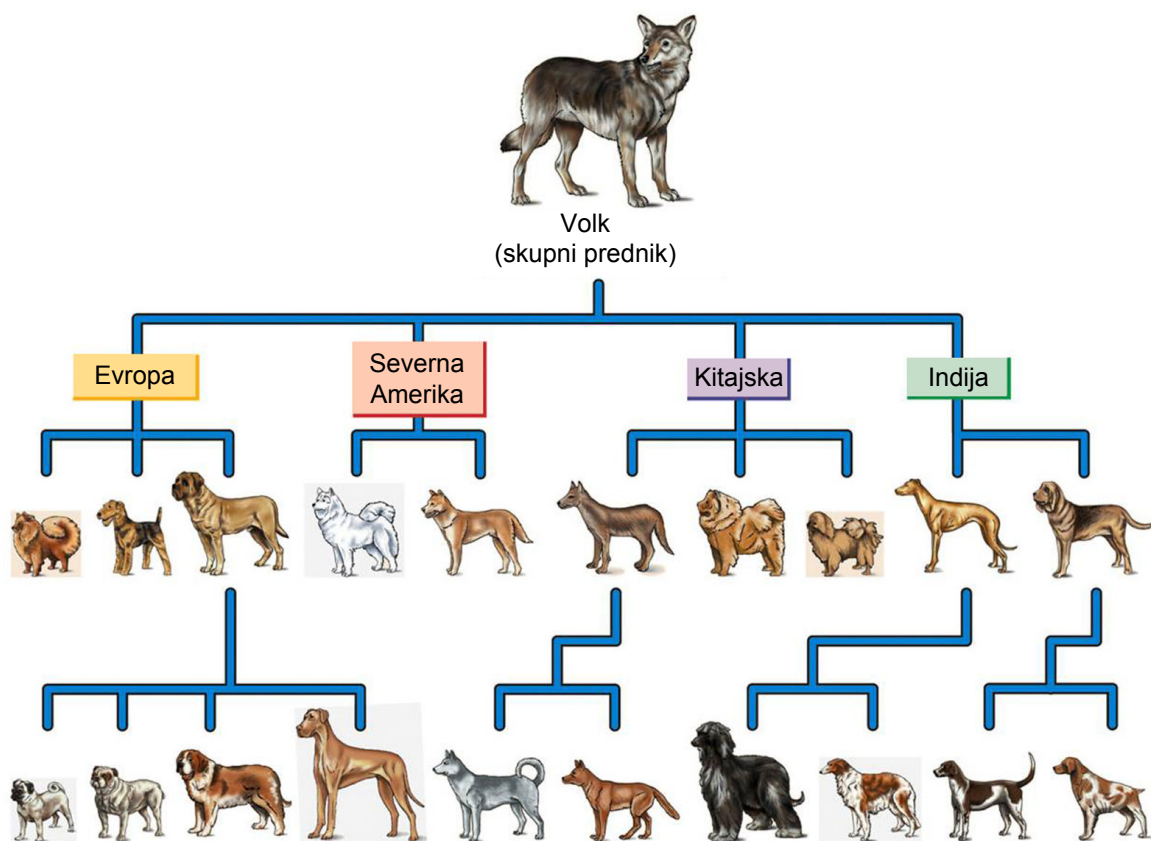 Volk
(skupni prednik)
Evropa
Severna
Amerika
Kitajska
Indija